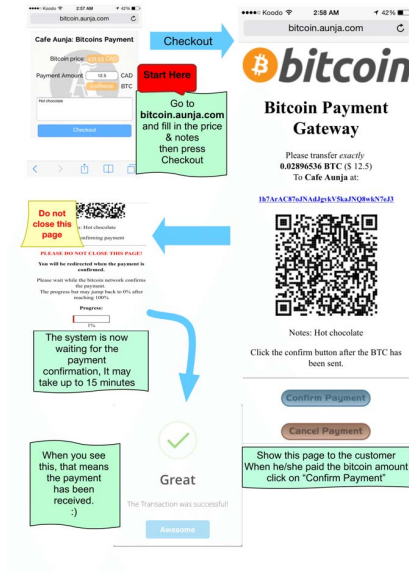 Koodo 2:57 AM 42%
bitcoin.aunja.com
Cafe Aunja: Bitcoins Payment
Bitcoin price: CAD
Payment Amount ( 12.5 ) CAD
BTC
Hot chocolate
Checkout
Checkout
Start Here
Go to
bitcoin.aunja.com
and fill in the price
& notes
then press
Checkout
Koodo 2:58 AM 42%
bitcoin.aunja.com
bitcoin
Bitcoin Payment
Gateway
Please transfer exactly
0.02896536 BTC ($ 12.5)
To Cafe Aunja at:
1h7ArAC87oJNAdJgvkV5kaJNQ8wkN7eJ3
Notes: Hot chocolate
Click the confirm button after the BTC has
been sent.
Confirm Payment
Cancel Payment
Show this page to the customer
When he/she paid the bitcoin amount
click on “Confirm Payment”
Do not
close this
page
: Hot chocolate
onfirming payment
PLEASE DO NOT CLOSE THIS PAGE!
You will be redirected when the payment is
confirmed.
Please wait while the bitcoin network confirms
the payment.
The progress bar may jump back to 0% after
reaching 100%
Progress:
1%
The system is now
waiting for the
payment
confirmation, It may
take up to 15 minutes
When you see
this, that means
the payment
has been
received.
:)
Great
The Transaction was successful!
Awesome